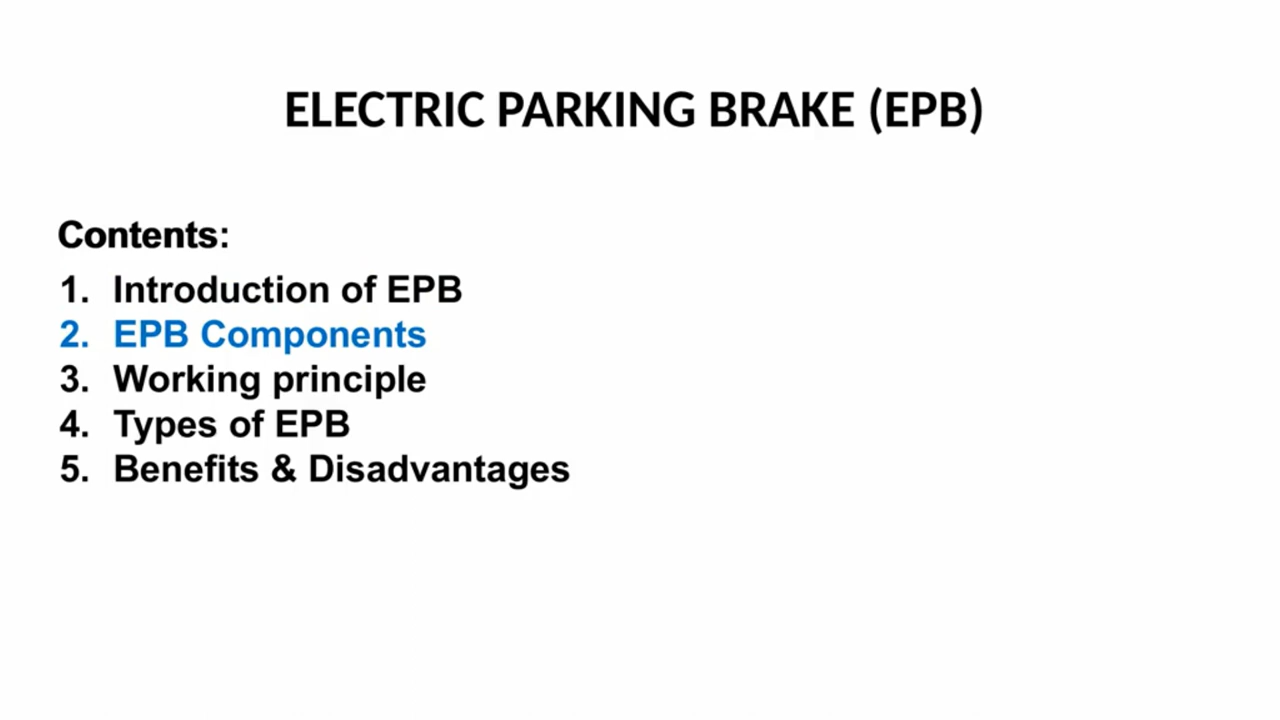 ELECTRIC PARKING BRAKE (EPB)
Contents:
1. Introduction of EPB
2. EPB Components
3. Working principle
4. Types of EPB
5. Benefits & Disadvantages